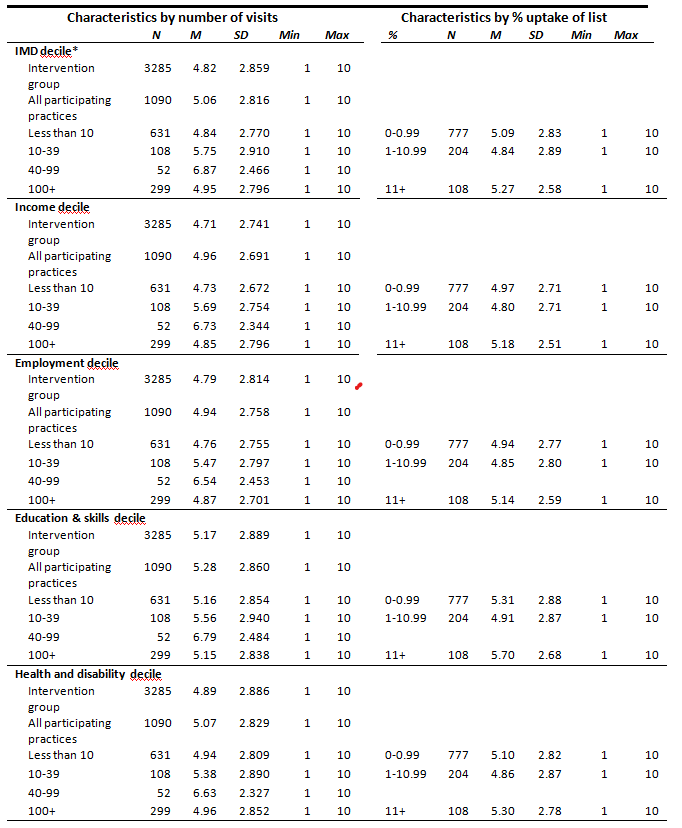 Characteristics by number of visits Characteristics by % uptake of list
N M SD Min Max % N M SD Min Max
IMD decile*
Intervention 3285 4.82 2.859 1 10
group
All participating 1090 5.06 2.816 1 10
practices
Less than 10 631 4.84 2.770 1 10 0-0.99 777 5.09 2.83 1 10
10-39 108 5.75 2.910 1 10 1-10.99 204 4.84 2.89 1 10
40-99 52 6.87 2.466 1 10
100+ 299 4.95 2.796 1 10 11+ 108 5.27 2.58 1 10
Income decile
Intervention 3285 4.71 2.741 1 10
group
All participating 1090 4.96 2.691 1 10
practices
Less than 10 631 4.73 2.672 1 10 0-0.99 777 4.97 2.71 1 10
10-39 108 5.69 2.754 1 10 1-10.99 204 4.80 2.71 1 10
40-99 52 6.73 2.344 1 10
100+ 299 4.85 2.796 1 10 11+ 108 5.18 2.51 1 10
Employment decile
Intervention 3285 4.79 2.814 1 10
group
All participating 1090 4.94 2.758 1 10
practices
Less than 10 631 4.76 2.755 1 10 0-0.99 777 4.94 2.77 1 10
10-39 108 5.47 2.797 1 10 1-10.99 204 4.85 2.80 1 10
40-99 52 6.54 2.453 1 10
100+ 299 4.87 2.701 1 10 11+ 108 5.14 2.59 1 10
Education & skills decile
Intervention 3285 5.17 2.889 1 10
group
All participating 1090 5.28 2.860 1 10
practices
Less than 10 631 5.16 2.854 1 10 0-0.99 777 5.31 2.88 1 10
10-39 108 5.56 2.940 1 10 1-10.99 204 4.91 2.87 1 10
40-99 52 6.79 2.484 1 10
100+ 299 5.15 2.838 1 10 11+ 108 5.70 2.68 1 10
Health and disability decile
Intervention 3285 4.89 2.886 1 10
group
All participating 1090 5.07 2.829 1 10
practices
Less than 10 631 4.94 2.809 1 10 0-0.99 777 5.10 2.82 1 10
10-39 108 5.38 2.890 1 10 1-10.99 204 4.86 2.87 1 10
40-99 52 6.63 2.327 1 10
100+ 299 4.96 2.852 1 10 11+ 108 5.30 2.78 1 10